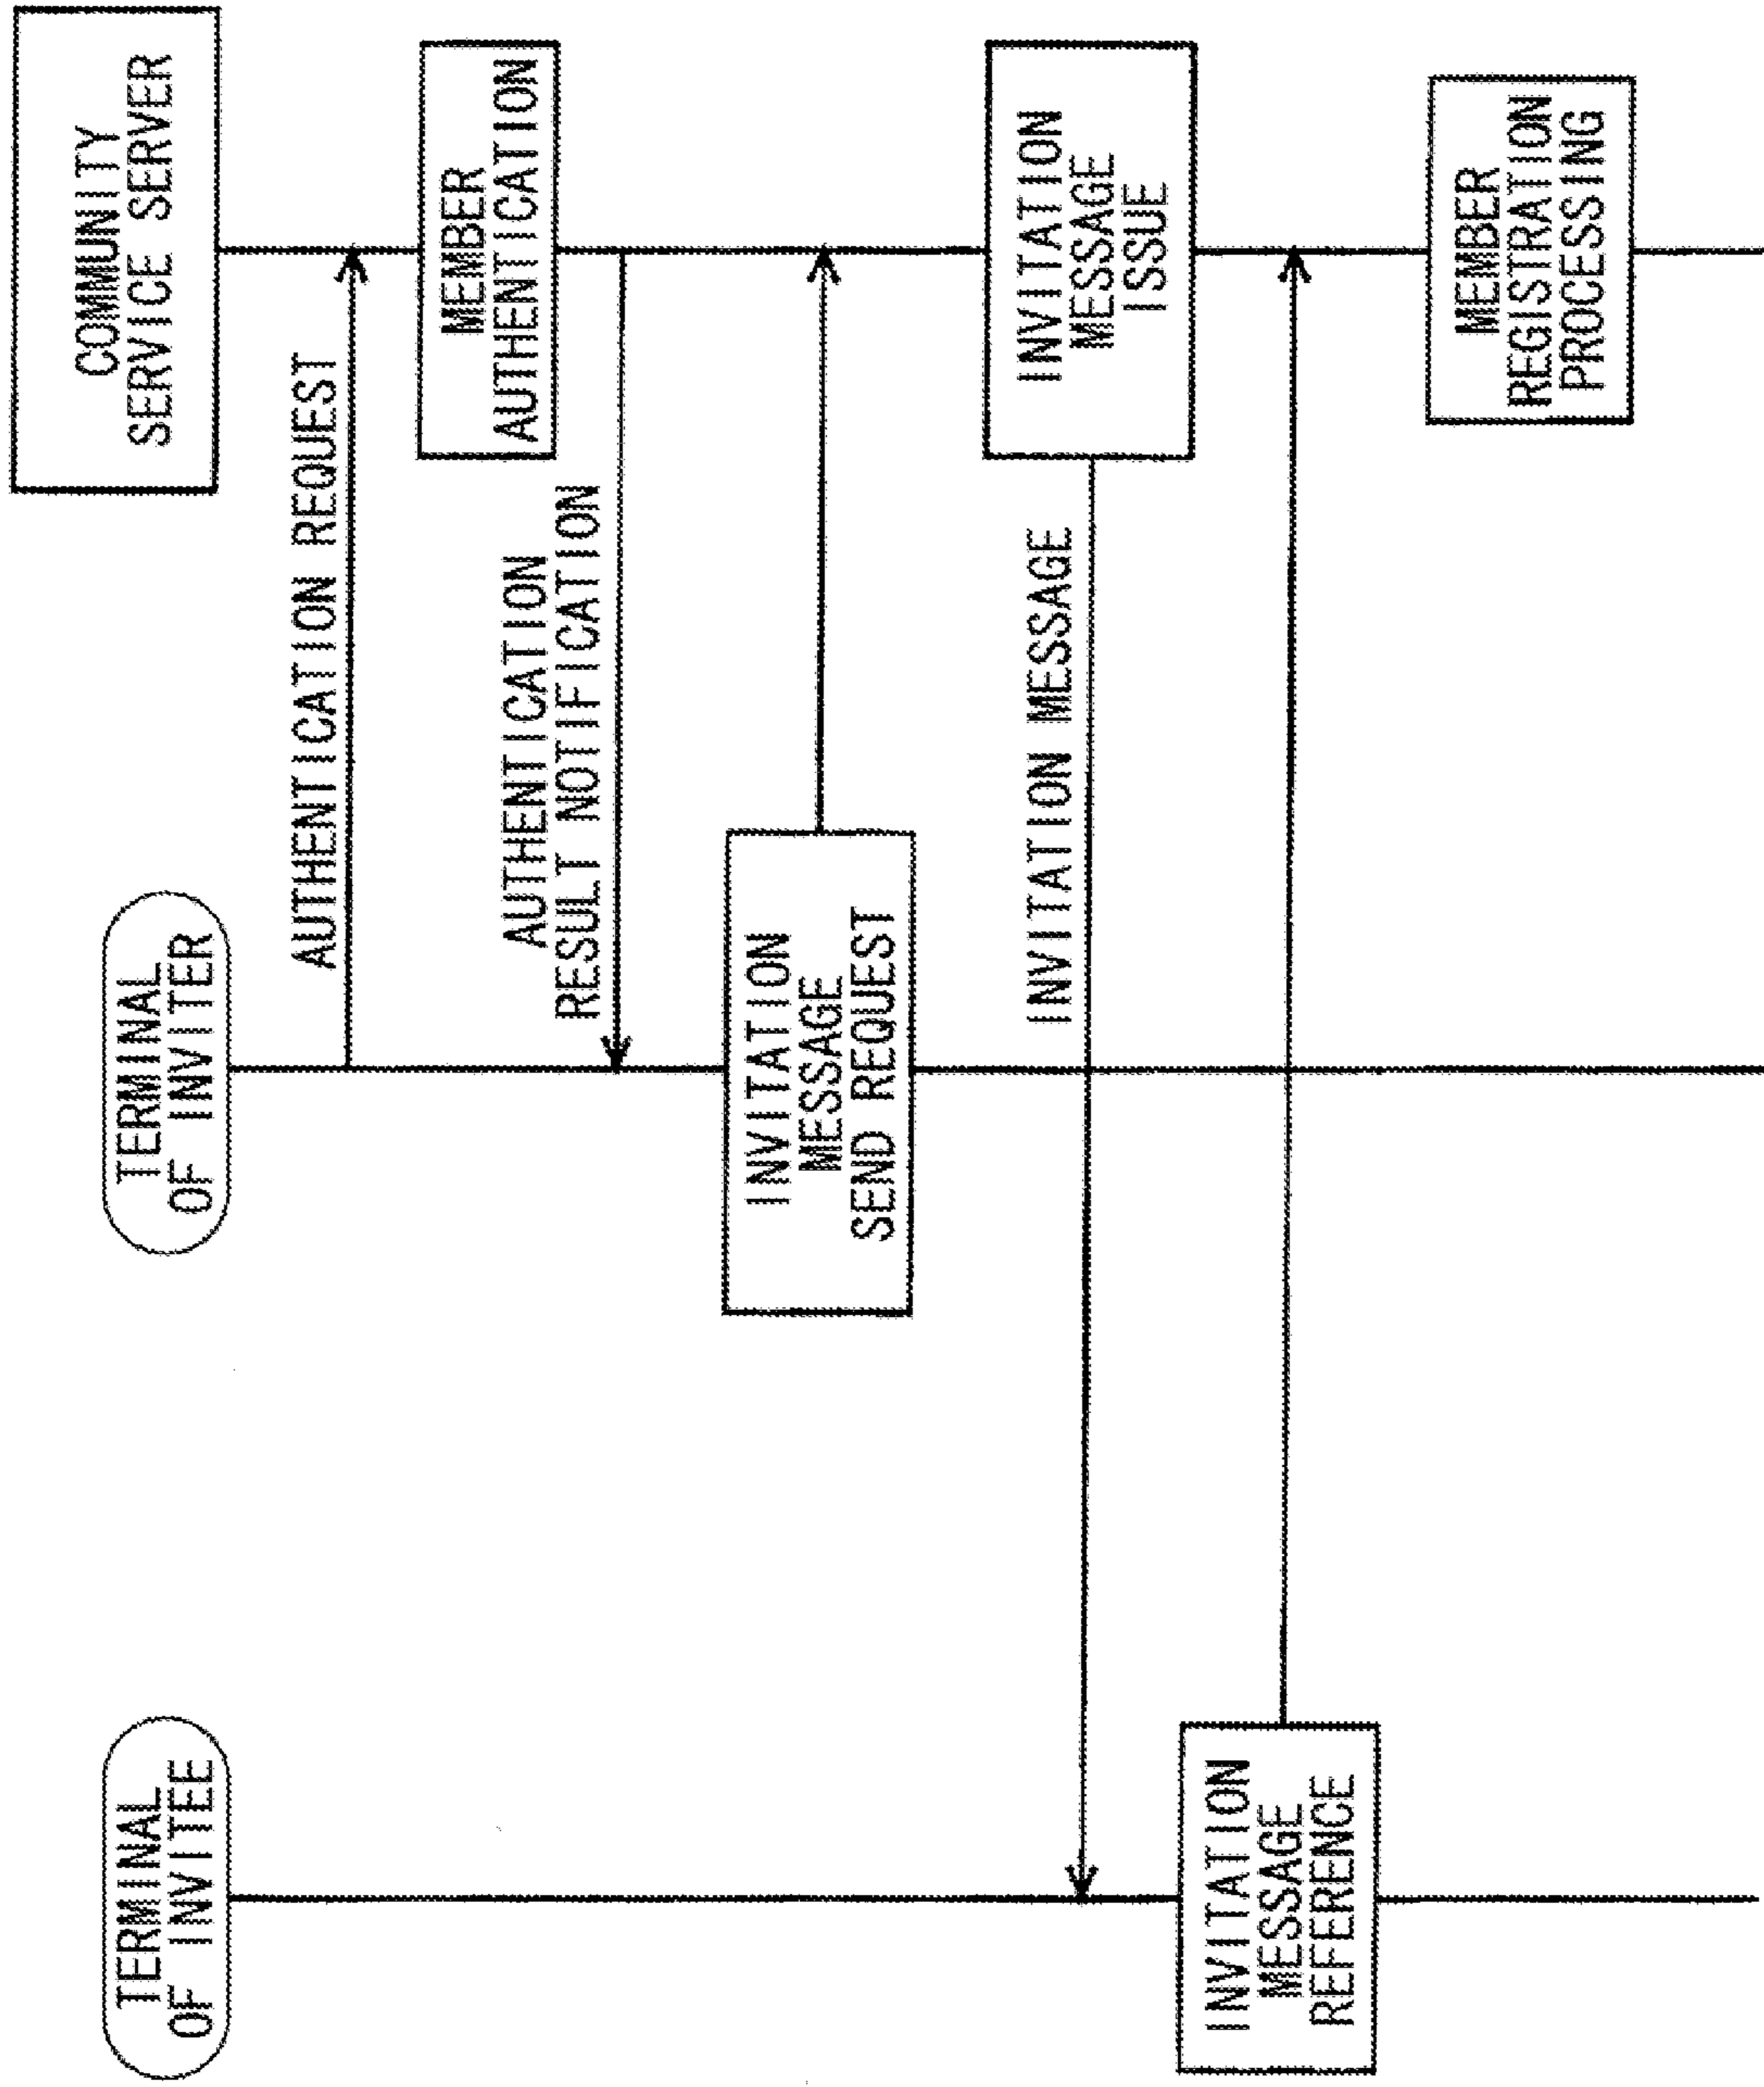 TERMINAL
OF INVITEE
TERMINAL
OF INVITER
COMMUNITY
SERVICE SERVER
AUTHENTICATION REQUEST
MEMBER
AUTHENTICATION
AUTHENTICATION
RESULT NOTIFICATION
INVITATION
MESSAGE
SEND REQUEST
INVITATION
MESSAGE
ISSUE
INVITATION MESSAGE
INVITATION
MESSAGE
REFERENCE
MEMBER
REGISTRATION
PROCESSING